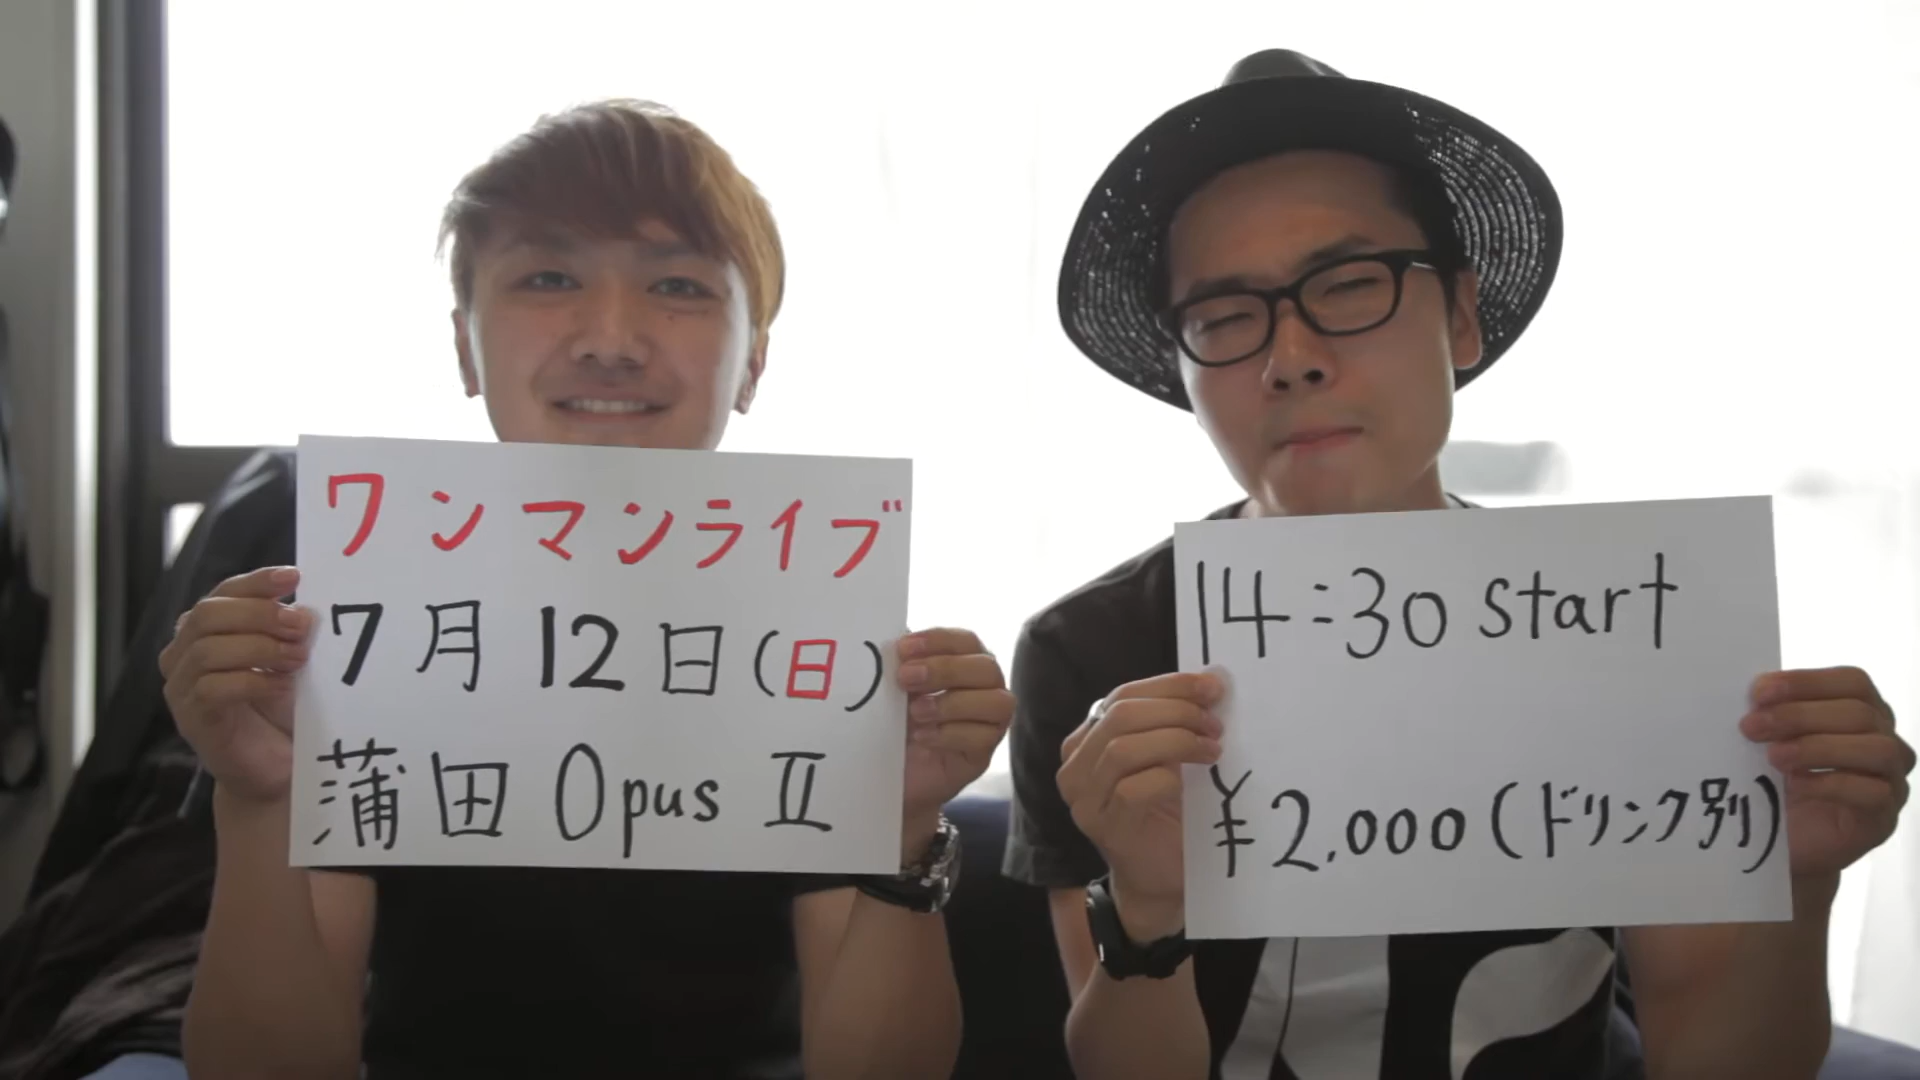 ワンマンライブ
7月12日(日)
蒲田 Opus Ⅱ
14:30 start
¥2.000(ドリンク別)